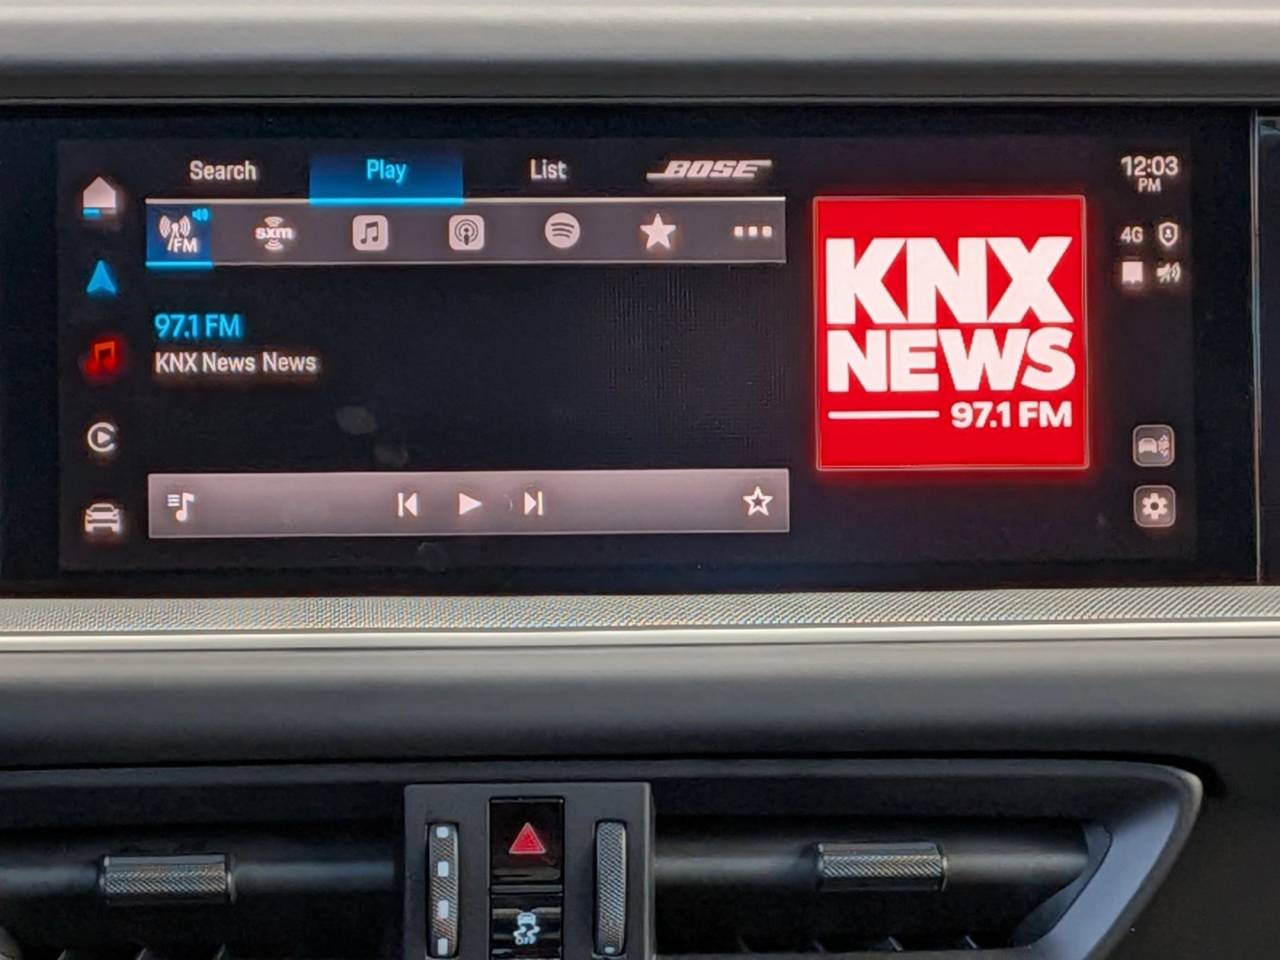 Search
Play
List
BOSE
12:03
PM
FM
sxm
4G
97.1 FM
KNX News News
KNX
NEWS
97.1 FM
OFF